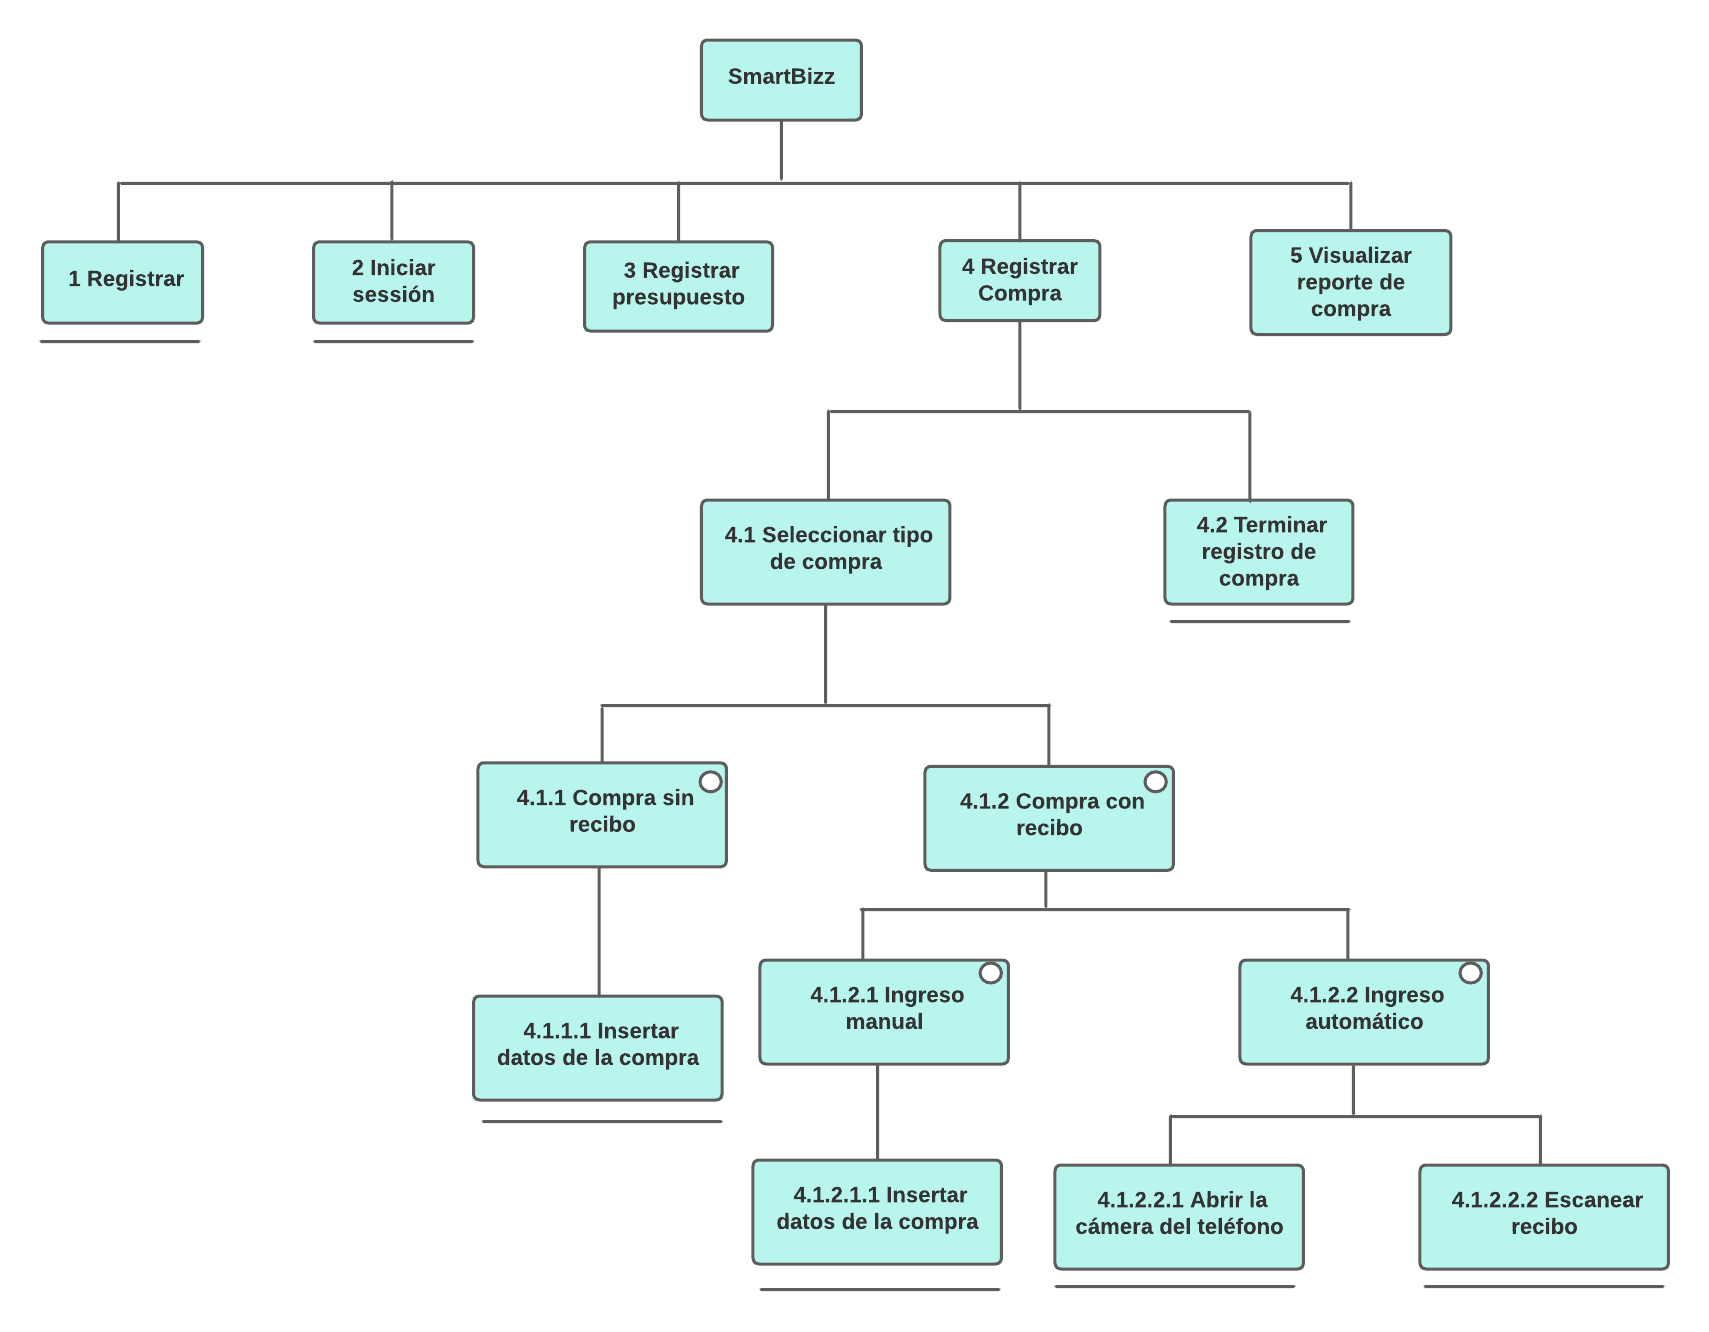 SmartBizz
1 Registrar
2 Iniciar
sessión
3 Registrar
presupuesto
4 Registrar
Compra
5 Visualizar
reporte de
compra
4.1 Seleccionar tipo
de compra
4.2 Terminar
registro de
compra
4.1.1 Compra sin
recibo
4.1.2 Compra con
recibo
4.1.1.1 Insertar
datos de la compra
4.1.2.1 Ingreso
manual
4.1.2.2 Ingreso
automático
4.1.2.1.1 Insertar
datos de la compra
4.1.2.2.1 Abrir la
cámera del teléfono
4.1.2.2.2 Escanear
recibo